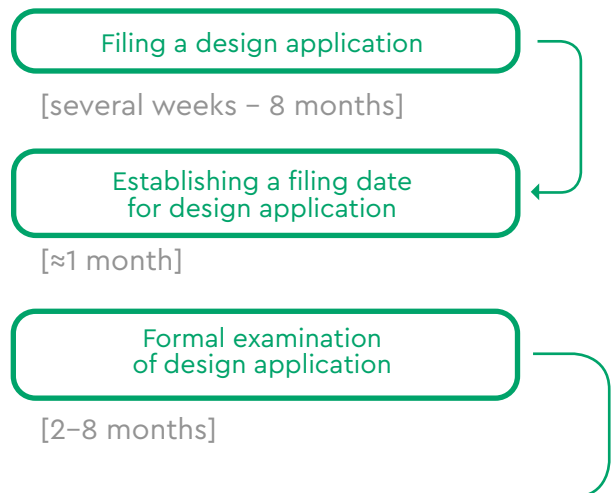 Filing a design application
[several weeks – 8 months]
Establishing a filing date
for design application
[≈1 month]
Formal examination
of design application
[2–8 months]